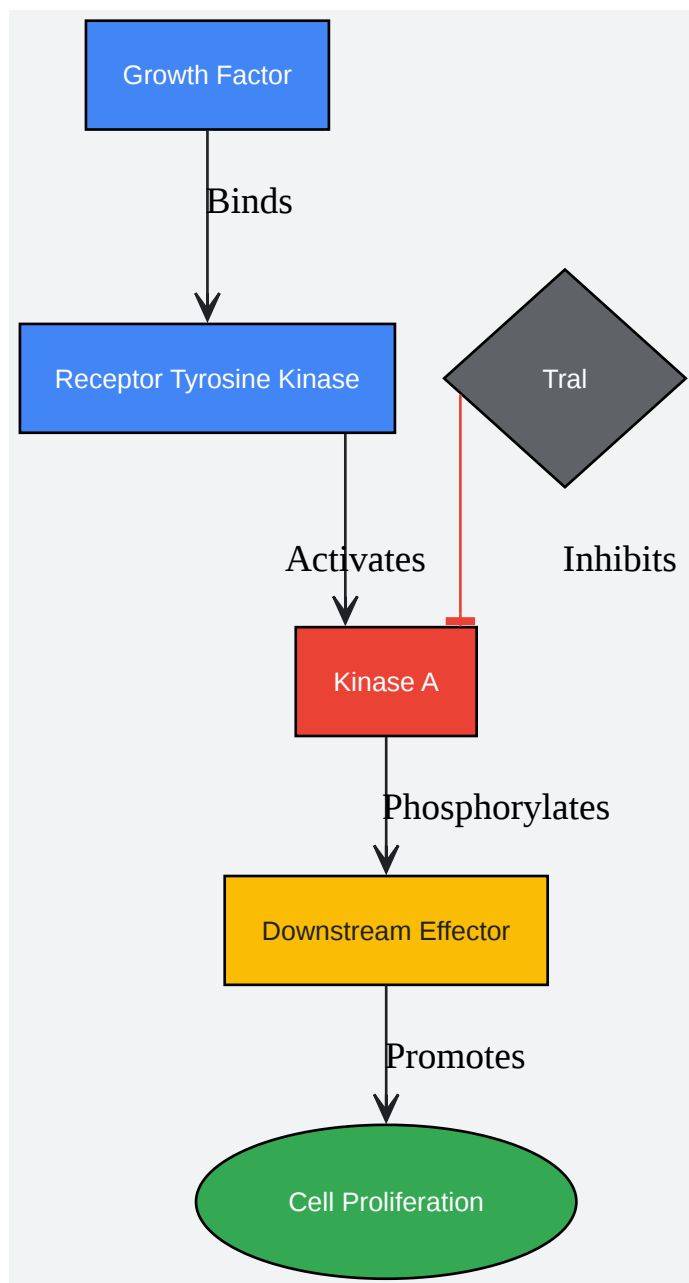 Growth Factor
Binds
Receptor Tyrosine Kinase
Tral
Activates
Inhibits
Kinase A
Phosphorylates
Downstream Effector
Promotes
Cell Proliferation